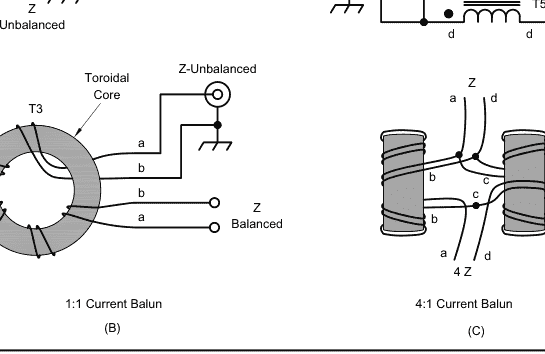 Z
Unbalanced
T5
d
d
Toroidal
Core
Z-Unbalanced
T3
a
b
b
a
Z
Balanced
1:1 Current Balun
(B)
Z
a
d
b
c
c
b
a
d
4 Z
4:1 Current Balun
(C)